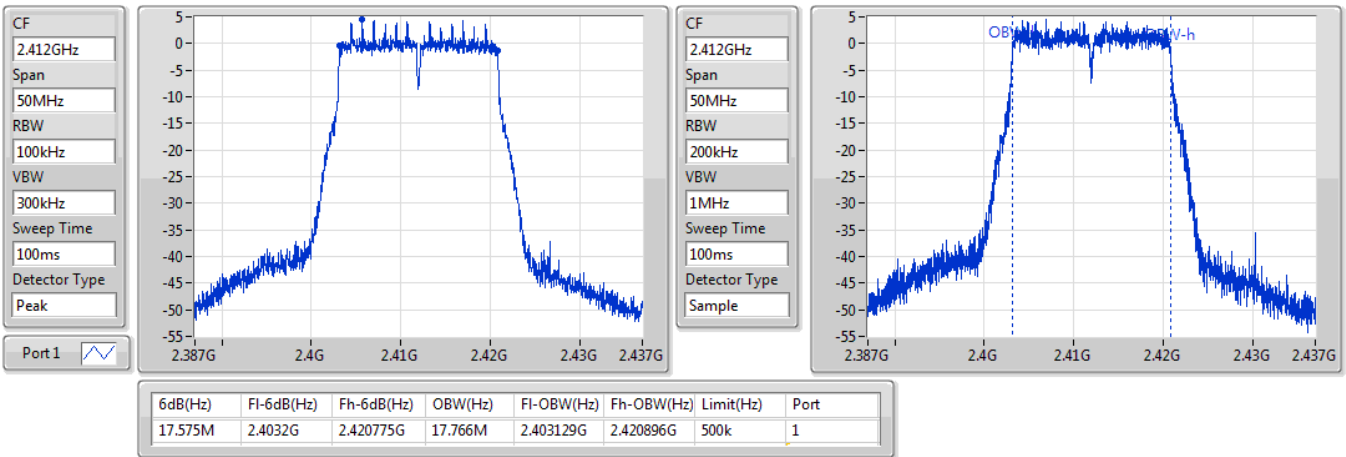 CF
2.412GHz
Span
50MHz
RBW
100kHz
VBW
300kHz
Sweep Time
100ms
Detector Type
Peak
Port 1
5
0
-5
-10
-15
-20
-25
-30
-35
-40
-45
-50
-55
2.387G 2.4G 2.41G 2.42G 2.43G 2.437G
CF
2.412GHz
Span
50MHz
RBW
200kHz
VBW
1MHz
Sweep Time
100ms
Detector Type
Sample
5
0
-5
-10
-15
-20
-25
-30
-35
-40
-45
-50
-55
2.387G 2.4G 2.41G 2.42G 2.43G 2.437G
6dB(Hz) Fl-6dB(Hz) Fh-6dB(Hz) OBW(Hz) Fl-OBW(Hz) Fh-OBW(Hz) Limit(Hz) Port
17.575M 2.4032G 2.420775G 17.766M 2.403129G 2.420896G 500k 1